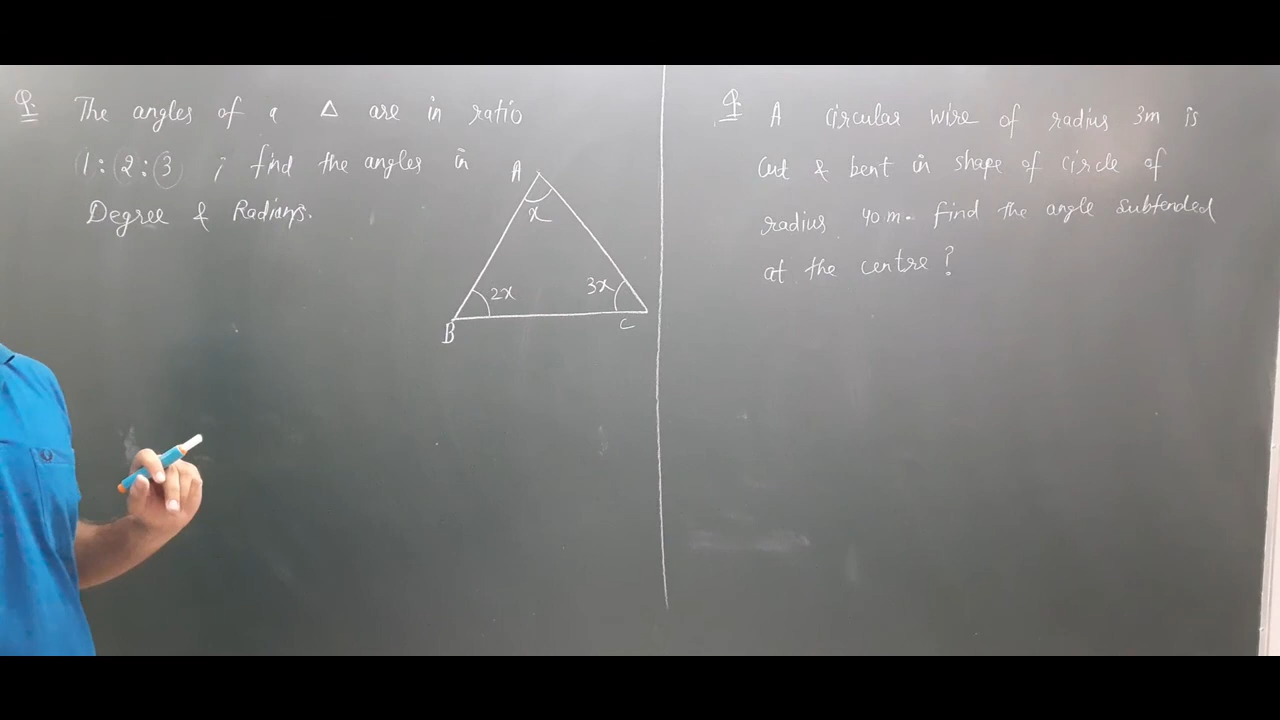 Q. The angles of a Δ are in ratio
1:2:3 ; find the angles in
Degree & Radians.
A
x
2x
3x
B
C
Q. A circular wire of radius 3m is
cut & bent in shape of circle of
radius 40m. find the angle subtended
at the centre?